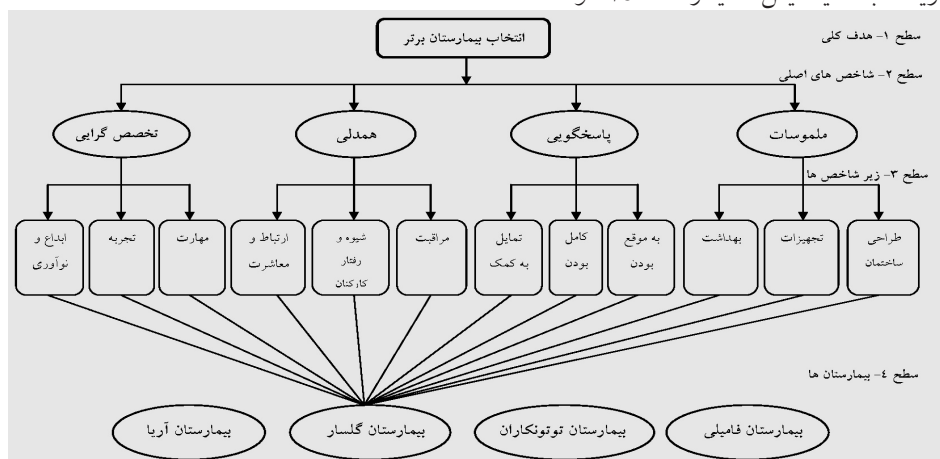 سطح ۱- هدف کلی
انتخاب بیمارستان برتر
سطح ۲- شاخص های اصلی
ملموسات
پاسخگویی
همدلی
تخصص گرایی
سطح ۳- زیر شاخص ها
طراحی
ساختمان
تجهیزات
بهداشت
به موقع
بودن
کامل
بودن
تمایل
به کمک
مراقبت
شیوه و
رفتار
کارکنان
ارتباط و
معاشرت
مهارت
تجربه
ابداع و
نوآوری
سطح ٤- بیمارستان ها
بیمارستان فامیلی
بیمارستان توتونکاران
بیمارستان گلسار
بیمارستان آریا